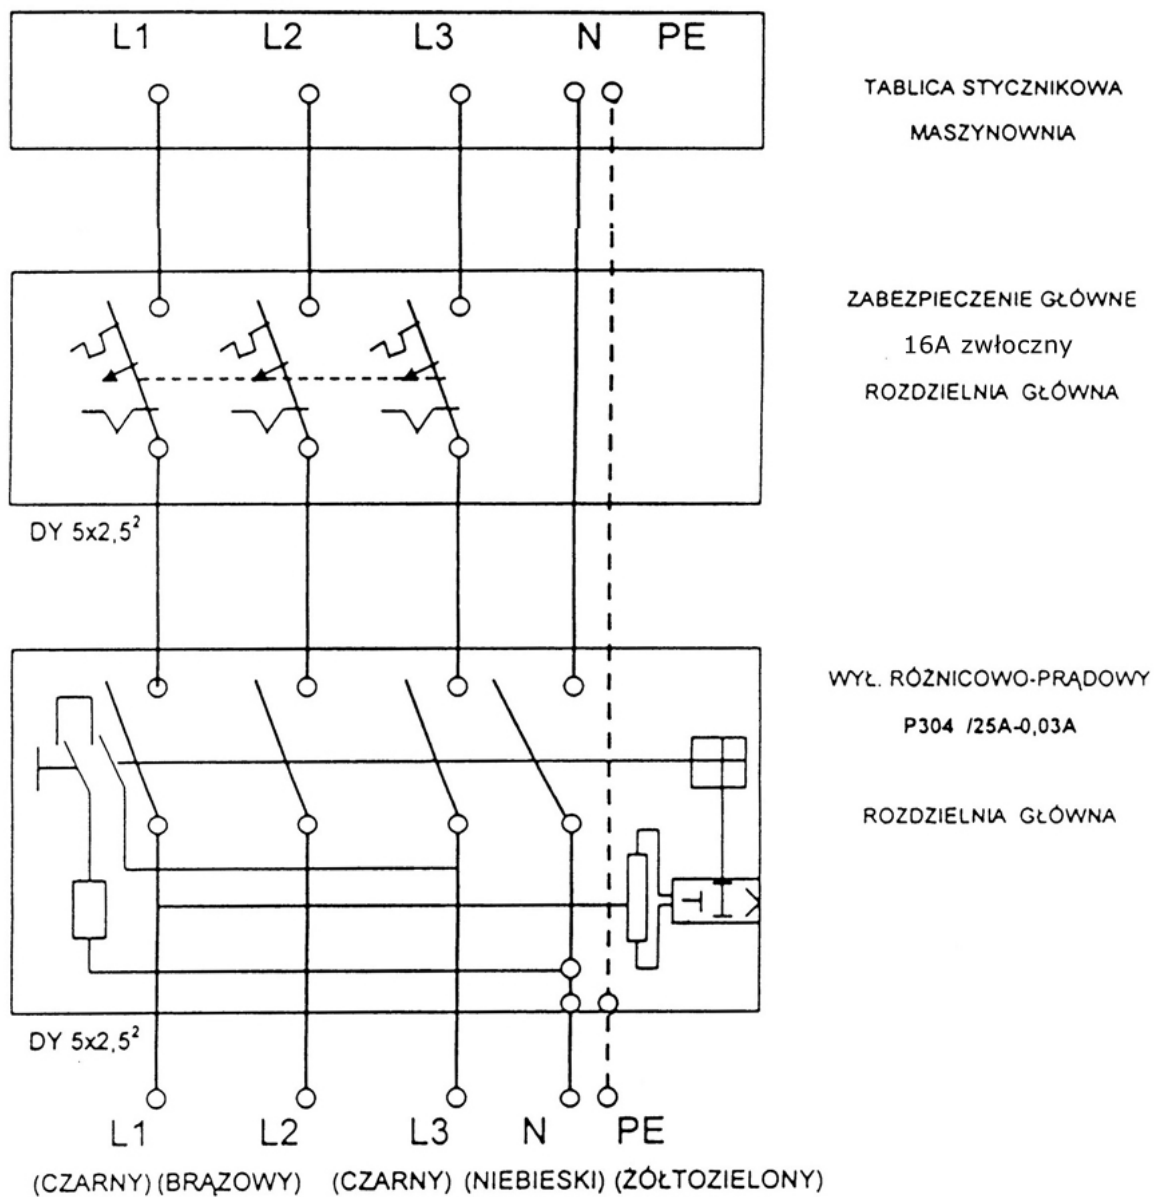 L1 L2 L3 N PE
TABLICA STYCZNIKOWA
MASZYNOWNIA
ZABEZPIECZENIE GŁÓWNE
16A zwłoczny
ROZDZIELNIA GŁÓWNA
DY 5x2,5²
WYŁ. RÓŻNICOWO-PRĄDOWY
P304 /25A-0,03A
ROZDZIELNIA GŁÓWNA
DY 5x2,5²
L1 L2 L3 N PE
(CZARNY) (BRĄZOWY) (CZARNY) (NIEBIESKI) (ŻÓŁTOZIELONY)